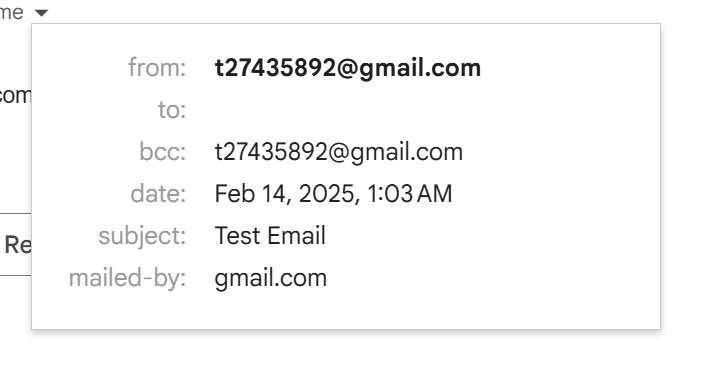 me
from: t27435892@gmail.com
com
to:
bcc: t27435892@gmail.com
date: Feb 14, 2025, 1:03 AM
subject: Test Email
Re
mailed-by: gmail.com